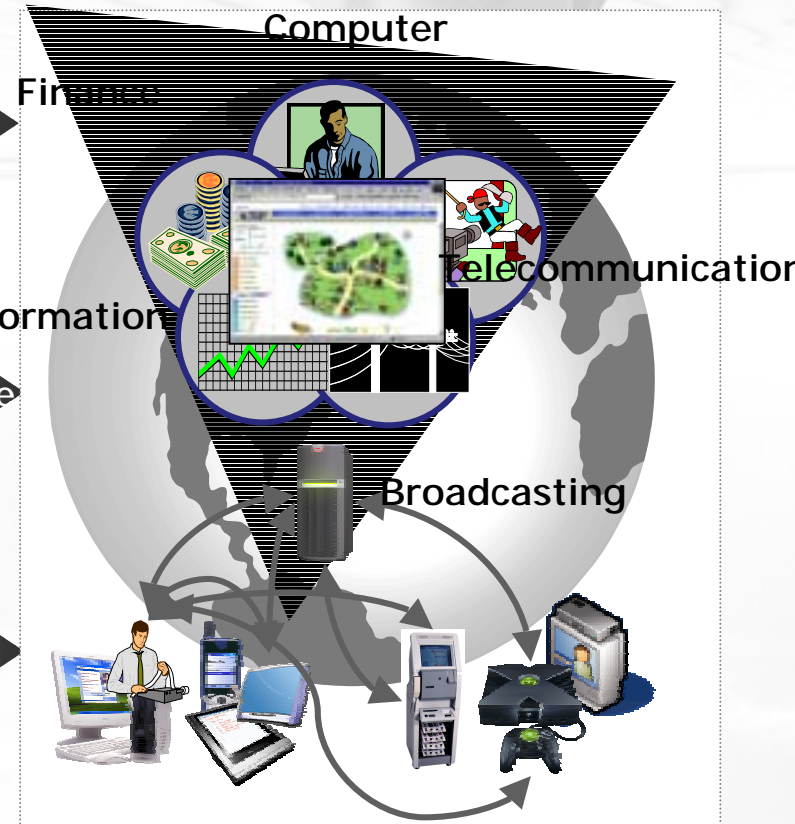 Computer
Finance
Telecommunication
ormation
e
Broadcasting